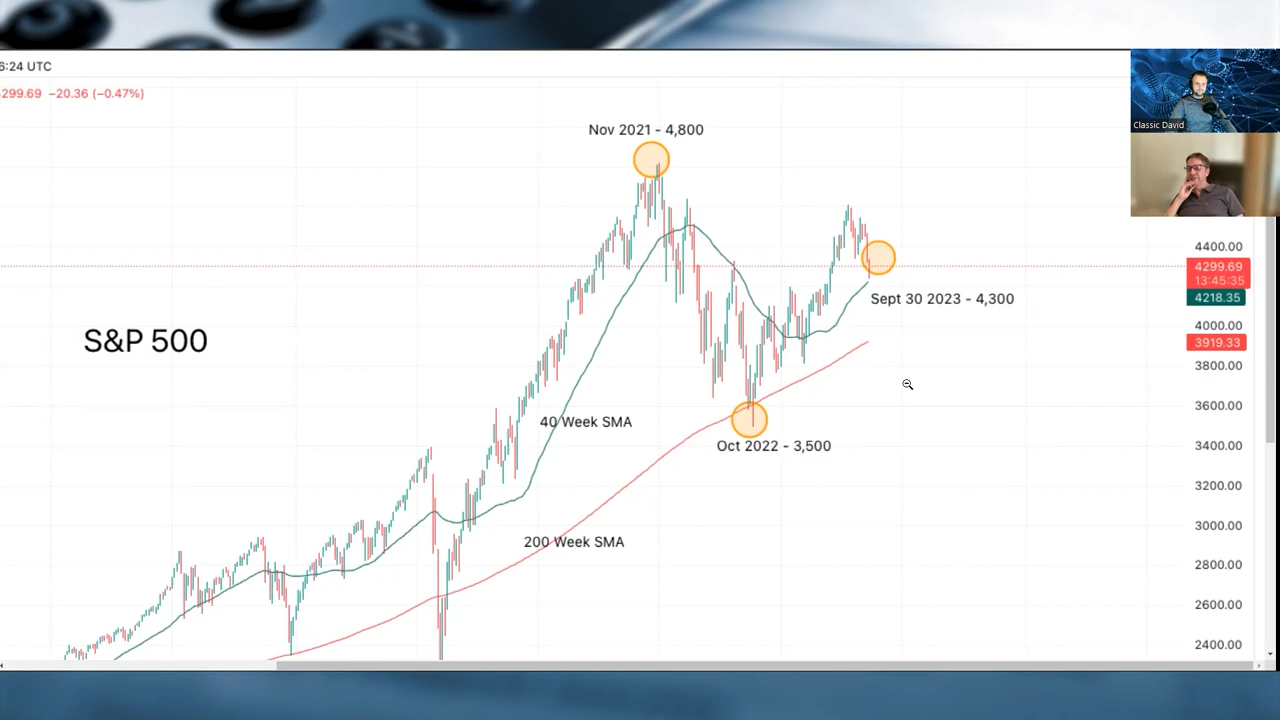 6:24 UTC
299.69 −20.36 (−0.47%)
Nov 2021 - 4,800
Classic David
4400.00
4299.69
13:45:35
Sept 30 2023 - 4,300
4218.35
4000.00
S&P 500
3919.33
3800.00
3600.00
40 Week SMA
Oct 2022 - 3,500
3400.00
3200.00
3000.00
200 Week SMA
2800.00
2600.00
2400.00